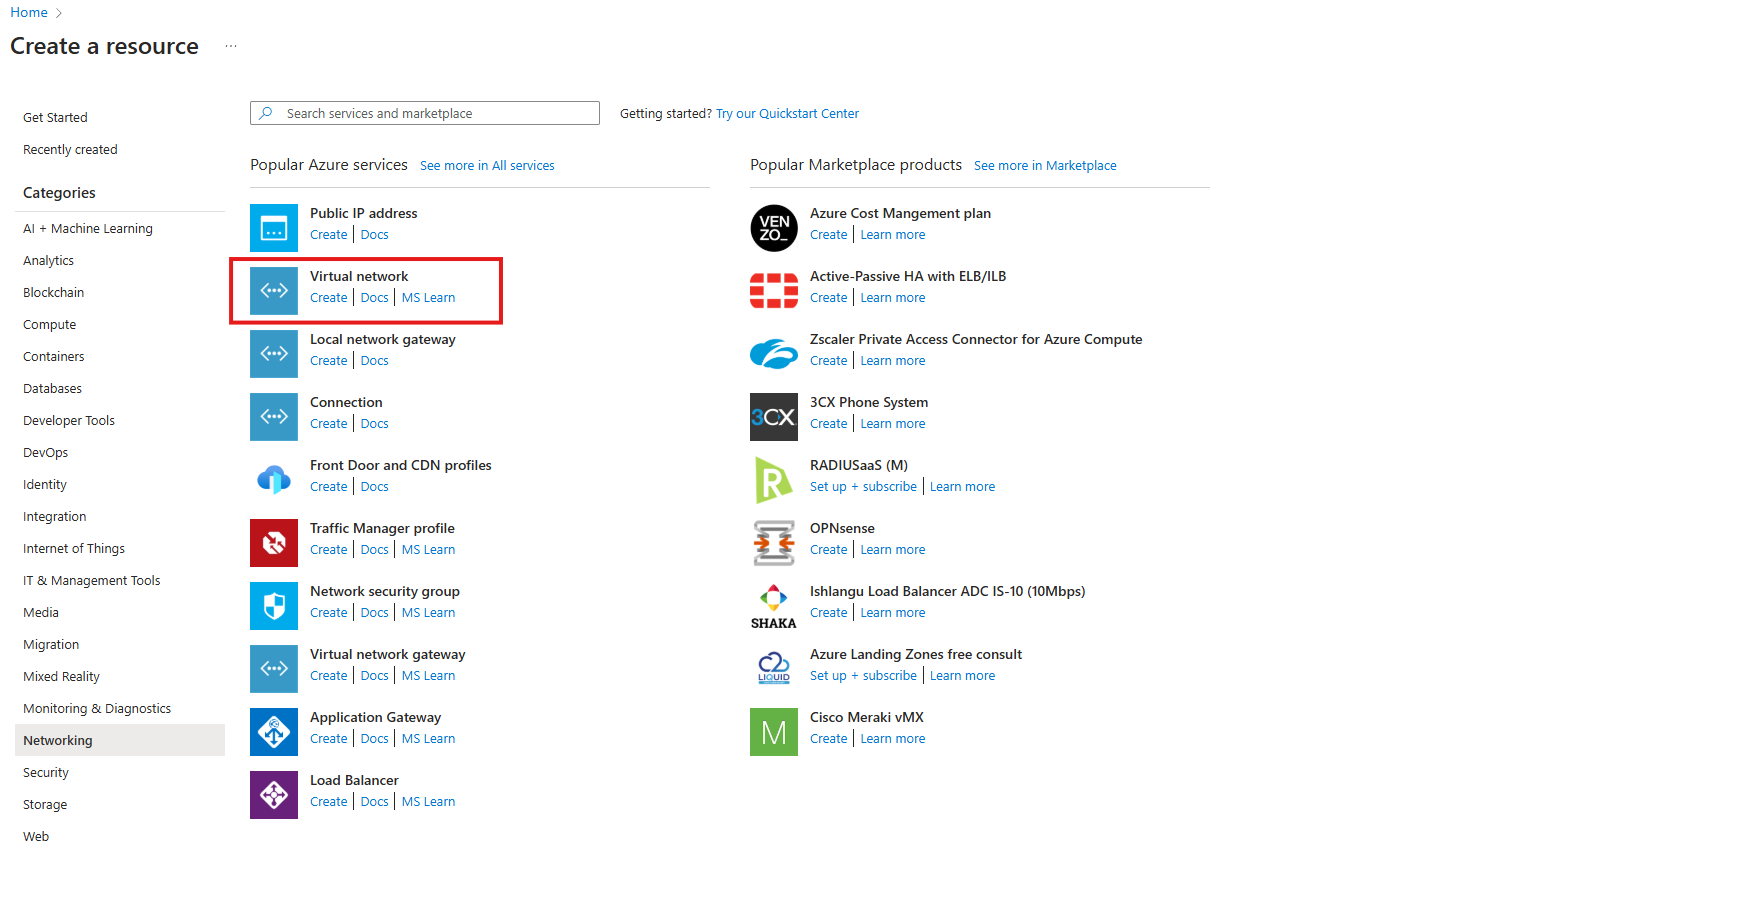 Home >
Create a resource ...
Get Started
Recently created
Categories
AI + Machine Learning
Analytics
Blockchain
Compute
Containers
Databases
Developer Tools
DevOps
Identity
Integration
Internet of Things
IT & Management Tools
Media
Migration
Mixed Reality
Monitoring & Diagnostics
Networking
Security
Storage
Web
Search services and marketplace
Getting started? Try our Quickstart Center
Popular Azure services See more in All services
Public IP address
Create | Docs
Virtual network
Create | Docs | MS Learn
Local network gateway
Create | Docs
Connection
Create | Docs
Front Door and CDN profiles
Create | Docs
Traffic Manager profile
Create | Docs | MS Learn
Network security group
Create | Docs | MS Learn
Virtual network gateway
Create | Docs | MS Learn
Application Gateway
Create | Docs | MS Learn
Load Balancer
Create | Docs | MS Learn
Popular Marketplace products See more in Marketplace
VEN
ZO_
Azure Cost Mangement plan
Create | Learn more
Active-Passive HA with ELB/ILB
Create | Learn more
Zscaler Private Access Connector for Azure Compute
Create | Learn more
3CX
3CX Phone System
Create | Learn more
R
RADIUSaaS (M)
Set up + subscribe | Learn more
OPNsense
Create | Learn more
SHAKA
Ishlangu Load Balancer ADC IS-10 (10Mbps)
Create | Learn more
C2
LIQUID
Azure Landing Zones free consult
Set up + subscribe | Learn more
M
Cisco Meraki vMX
Create | Learn more